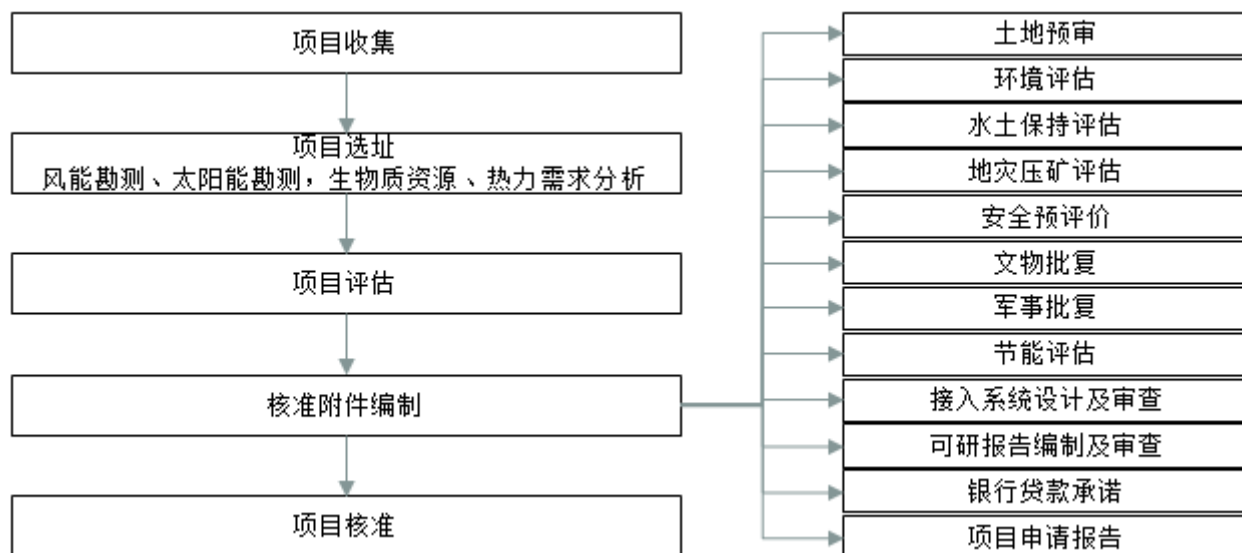 项目收集
项目选址
风能勘测、太阳能勘测，生物质资源、热力需求分析
项目评估
核准附件编制
项目核准
土地预审
环境评估
水土保持评估
地灾压矿评估
安全预评价
文物批复
军事批复
节能评估
接入系统设计及审查
可研报告编制及审查
银行贷款承诺
项目申请报告